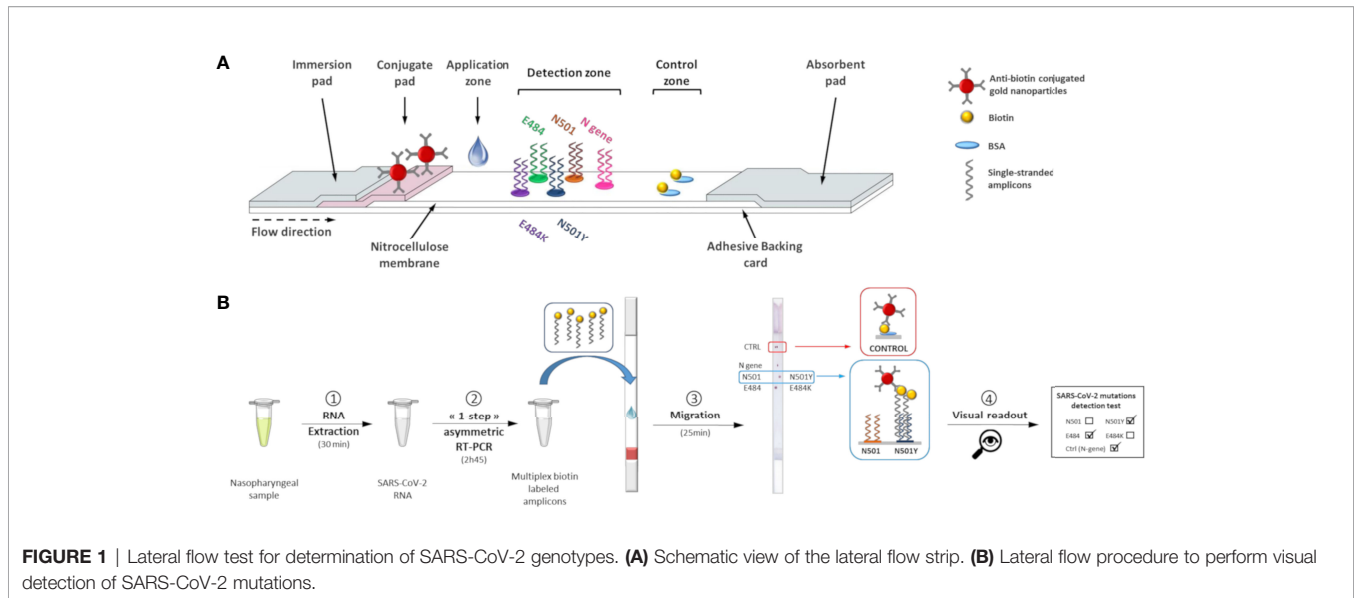 A
Immersion
pad
Conjugate
pad
Application
zone
Detection zone
Control
zone
Absorbent
pad
Anti-biotin conjugated
gold nanoparticles
Biotin
BSA
Single-stranded
amplicons
E484
N501
N gene
E484K
N501Y
Flow direction
Nitrocellulose
membrane
Adhesive Backing
card
B
Nasopharyngeal
sample
1
RNA
Extraction
(30 min)
SARS-CoV-2
RNA
2
« 1 step »
asymmetric
RT-PCR
(2h45)
Multiplex biotin
labeled
amplicons
3
Migration
(25min)
CTRL
N gene
N501 N501Y
E484 E484K
CONTROL
N501 N501Y
4
Visual readout
SARS-CoV-2 mutations
detection test
N501 ☐ N501Y ☑
E484 ☑ E484K ☐
Ctrl (N-gene) ☑
FIGURE 1 | Lateral flow test for determination of SARS-CoV-2 genotypes. (A) Schematic view of the lateral flow strip. (B) Lateral flow procedure to perform visual
detection of SARS-CoV-2 mutations.